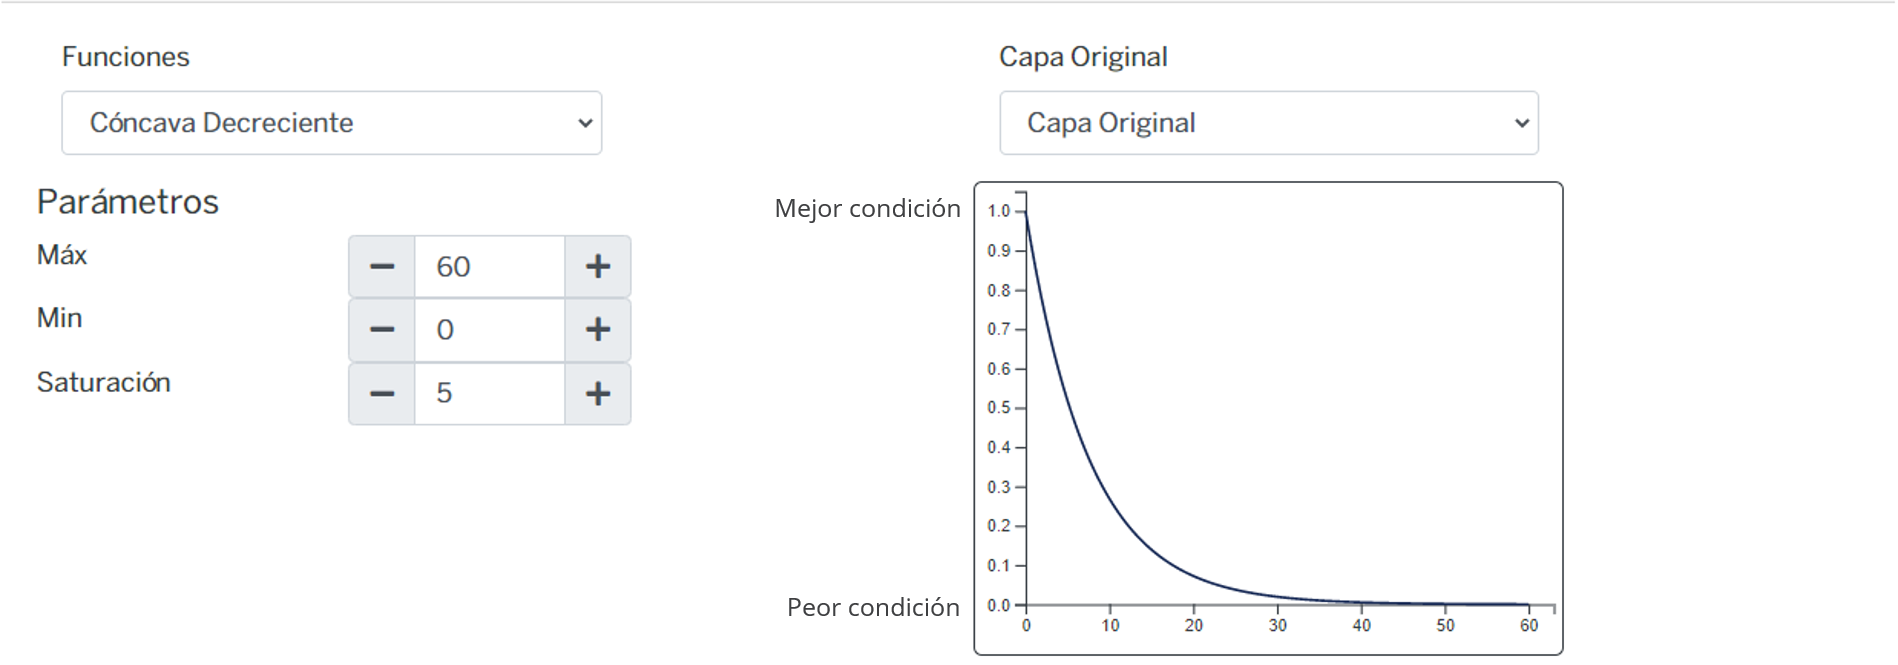 Funciones
Cóncava Decreciente
Parámetros
Máx
60
Min
0
Saturación
5
Capa Original
Capa Original
Mejor condición
Peor condición
1.0
0.9
0.8
0.7
0.6
0.5
0.4
0.3
0.2
0.1
0.0
0 10 20 30 40 50 60